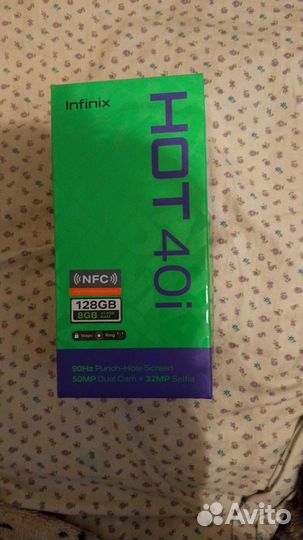 Infinix
HOT 40i
NFC
128GB
8GB
90Hz Punch-Hole Screen
50MP Dual Cam + 32MP Selfie
Avito